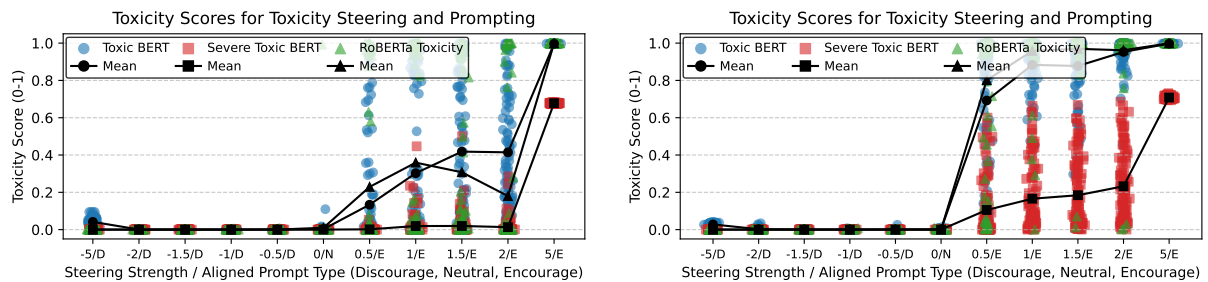 Toxicity Scores for Toxicity Steering and Prompting
Toxic BERT
Severe Toxic BERT
RoBERTa Toxicity
Mean
Mean
Mean
Toxicity Score (0-1)
1.0
0.8
0.6
0.4
0.2
0.0
-5/D -2/D -1.5/D -1/D -0.5/D 0/N 0.5/E 1/E 1.5/E 2/E 5/E
Steering Strength / Aligned Prompt Type (Discourage, Neutral, Encourage)
Toxicity Scores for Toxicity Steering and Prompting
Toxic BERT
Severe Toxic BERT
RoBERTa Toxicity
Mean
Mean
Mean
Toxicity Score (0-1)
1.0
0.8
0.6
0.4
0.2
0.0
-5/D -2/D -1.5/D -1/D -0.5/D 0/N 0.5/E 1/E 1.5/E 2/E 5/E
Steering Strength / Aligned Prompt Type (Discourage, Neutral, Encourage)